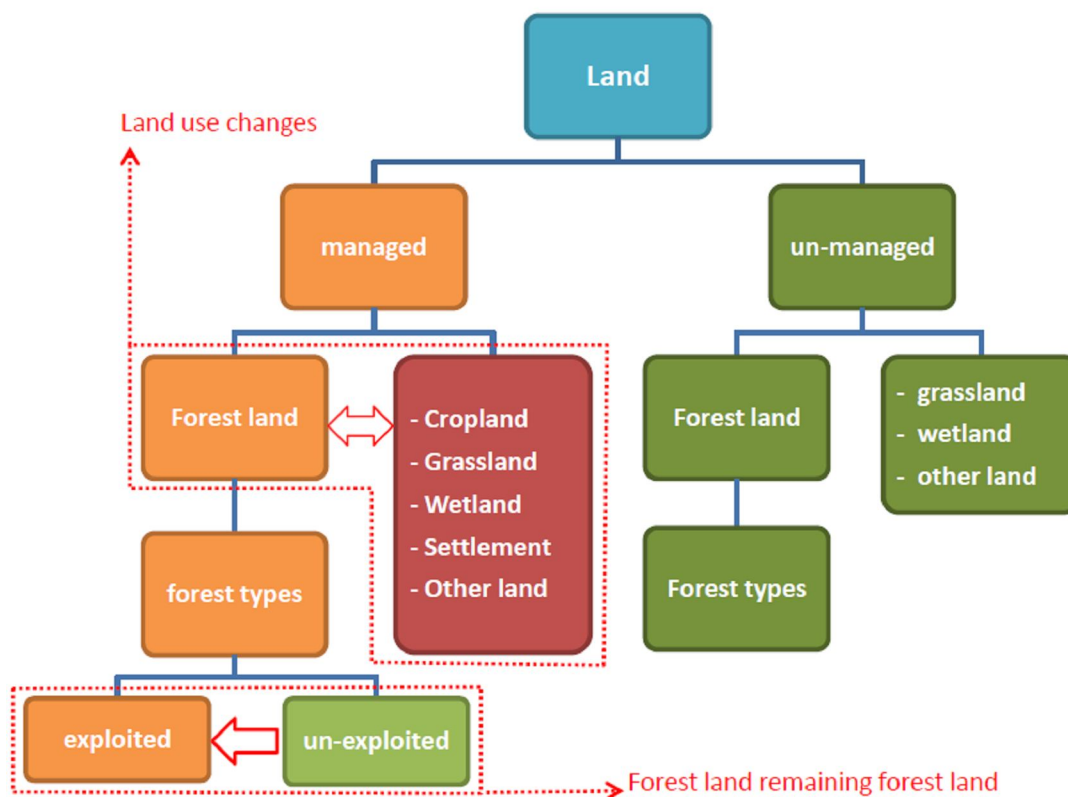 Land
Land use changes
managed
un-managed
Forest land
- Cropland
- Grassland
- Wetland
- Settlement
- Other land
Forest land
- grassland
- wetland
- other land
forest types
Forest types
exploited
un-exploited
Forest land remaining forest land